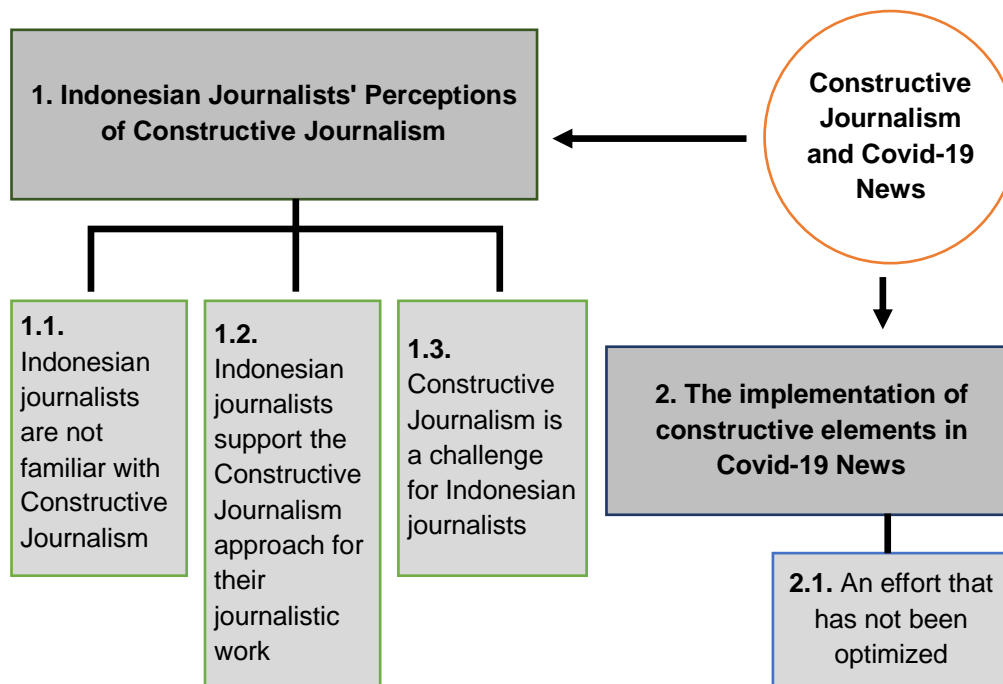 Constructive
Journalism
and Covid-19
News
1. Indonesian Journalists' Perceptions
of Constructive Journalism
1.1.
Indonesian
journalists
are not
familiar with
Constructive
Journalism
1.2.
Indonesian
journalists
support the
Constructive
Journalism
approach for
their
journalistic
work
1.3.
Constructive
Journalism is
a challenge
for Indonesian
journalists
2. The implementation of
constructive elements in
Covid-19 News
2.1. An effort that
has not been
optimized